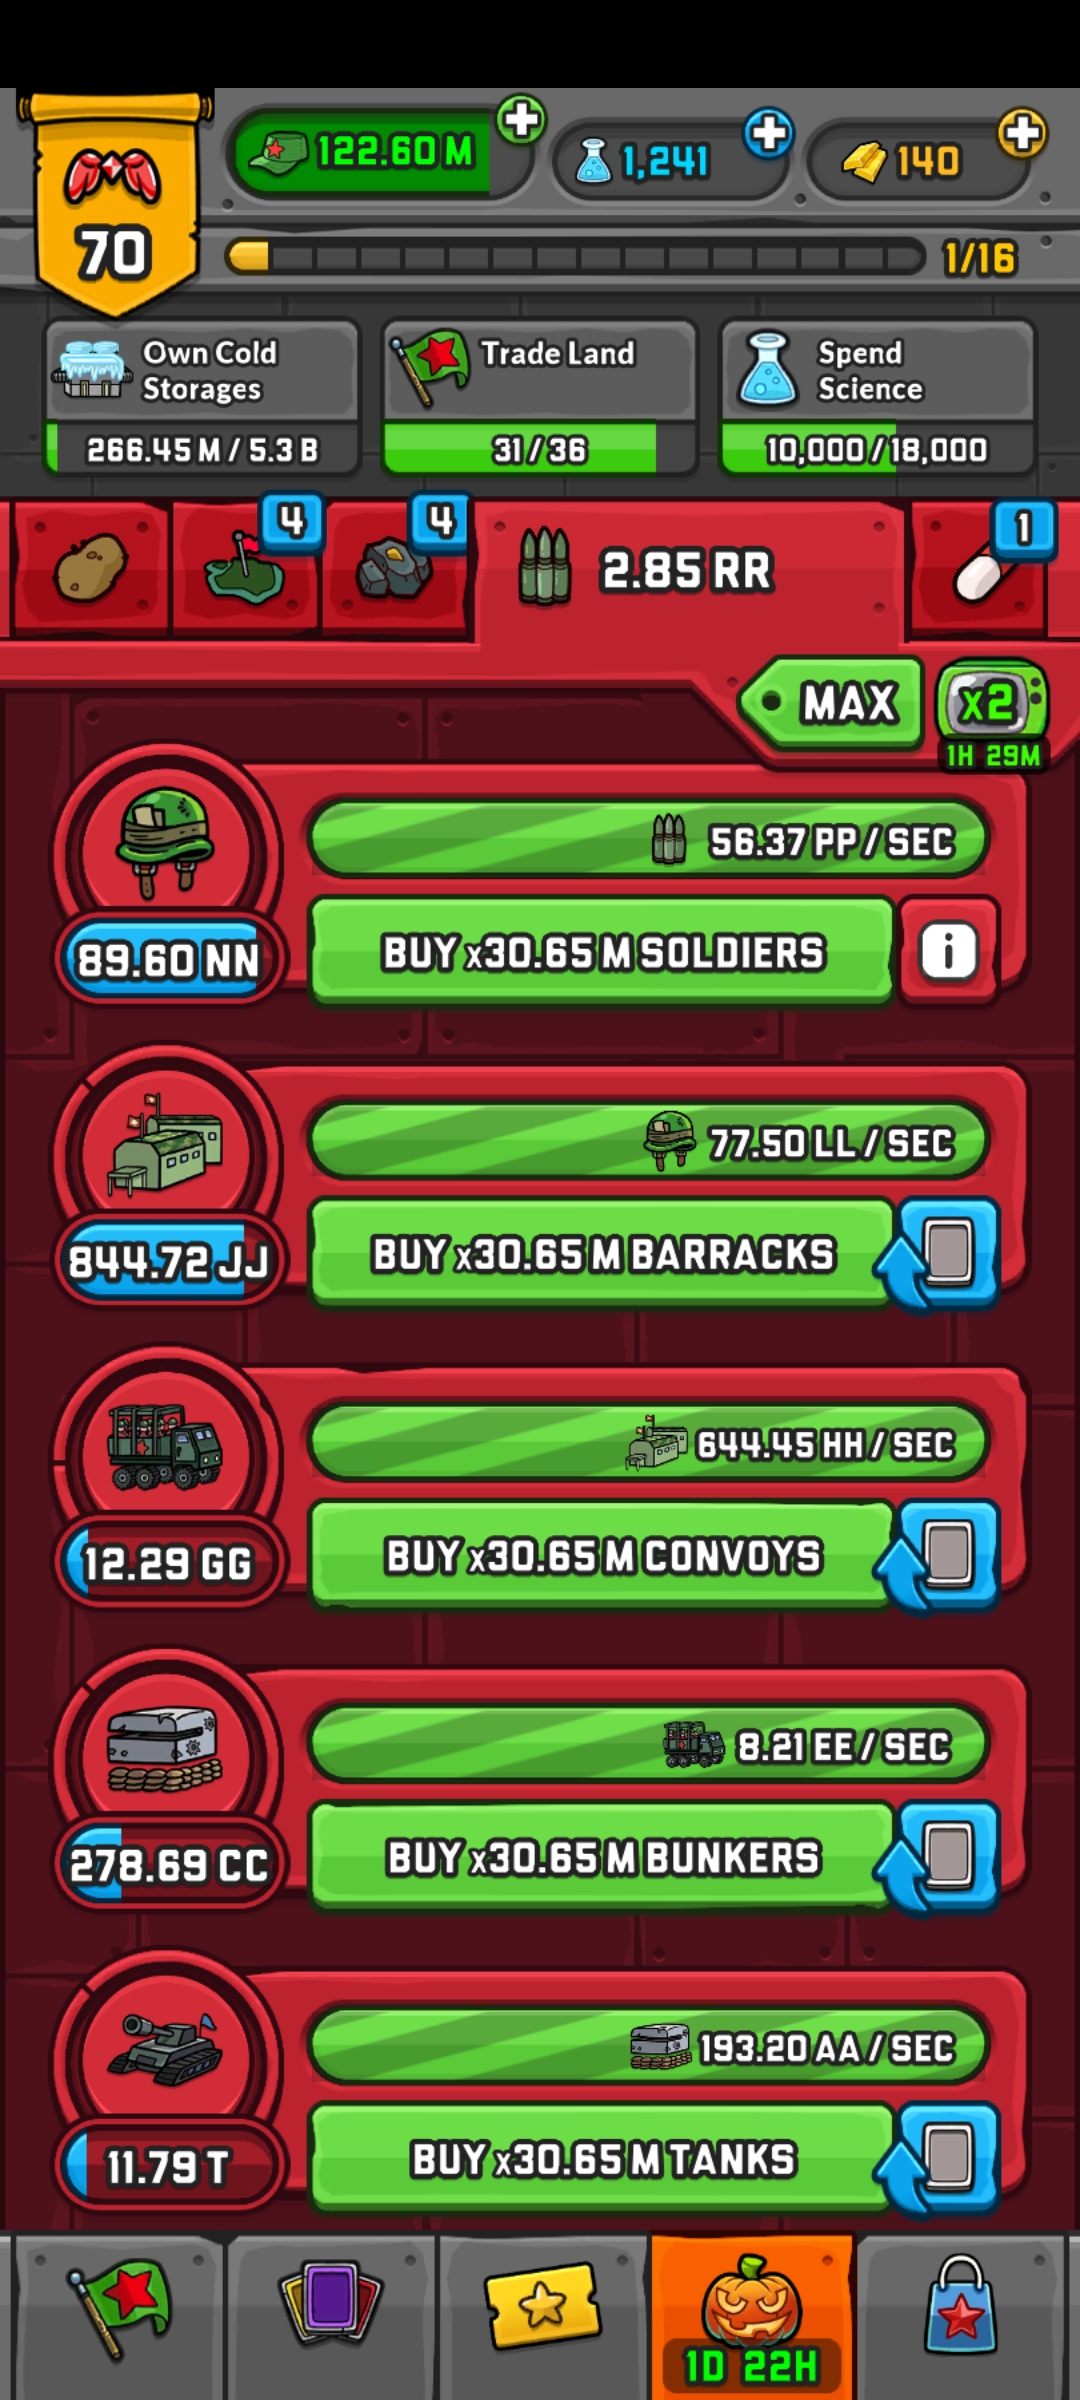 122.60 M
1,241
140
70
1/16
Own Cold
Storages
266.45 M / 5.3 B
Trade Land
31 / 36
Spend
Science
10,000 / 18,000
4
4
2.85 RR
1
MAX
x2
1H 29M
56.37 PP / SEC
89.60 NN
BUY x30.65 M SOLDIERS
i
77.50 LL / SEC
844.72 JJ
BUY x30.65 M BARRACKS
644.45 HH / SEC
12.29 GG
BUY x30.65 M CONVOYS
8.21 EE / SEC
278.69 CC
BUY x30.65 M BUNKERS
193.20 AA / SEC
11.79 T
BUY x30.65 M TANKS
1D 22H